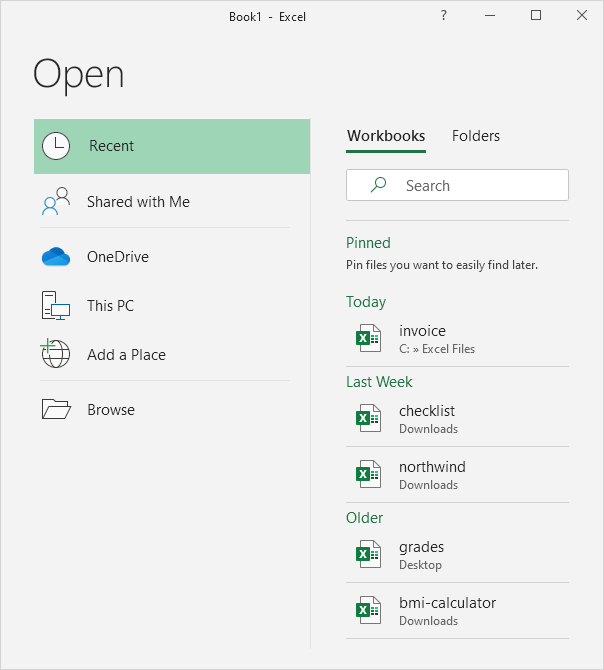 Book1 - Excel
?
Open
Recent
Shared with Me
OneDrive
This PC
Add a Place
Browse
Workbooks Folders
Search
Pinned
Pin files you want to easily find later.
Today
invoice
C: » Excel Files
Last Week
checklist
Downloads
northwind
Downloads
Older
grades
Desktop
bmi-calculator
Downloads